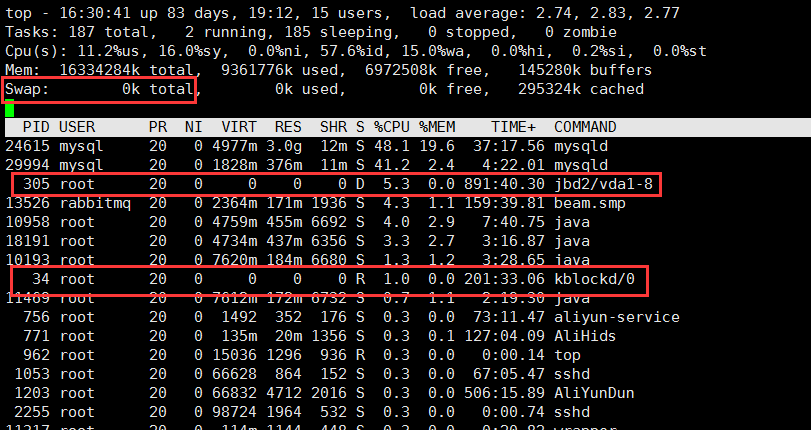 top - 16:30:41 up 83 days, 19:12, 15 users,  load average: 2.74, 2.83, 2.77
Tasks: 187 total,   2 running, 185 sleeping,   0 stopped,   0 zombie
Cpu(s): 11.2%us, 16.0%sy,  0.0%ni, 57.6%id, 15.0%wa,  0.0%hi,  0.2%si,  0.0%st
Mem:  16334284k total,  9361776k used,  6972508k free,   145280k buffers
Swap:        0k total,        0k used,        0k free,   295324k cached
PID USER      PR  NI  VIRT  RES  SHR S %CPU %MEM    TIME+  COMMAND
24615 mysql     20   0 4977m 3.0g  12m S 48.1 19.6  37:17.56 mysqld
29994 mysql     20   0 1828m 376m  11m S 41.2  2.4   4:22.01 mysqld
305 root      20   0     0    0    0 D  5.3  0.0 891:40.30 jbd2/vda1-8
13526 rabbitmq  20   0 2364m 171m 1936 S  4.3  1.1 159:39.81 beam.smp
10958 root      20   0 4759m 455m 6692 S  4.0  2.9   7:40.75 java
18191 root      20   0 4734m 437m 6356 S  3.3  2.7   3:16.87 java
10193 root      20   0 7620m 184m 6680 S  1.3  1.2   3:28.65 java
34 root      20   0     0    0    0 R  1.0  0.0 201:33.06 kblockd/0
11469 root      20   0 7612m 172m 6732 S  0.7  1.1   2:19.30 java
756 root      20   0  1492  352  176 S  0.3  0.0  73:11.47 aliyun-service
771 root      20   0  135m  20m 1356 S  0.3  0.1 127:04.09 AliHids
962 root      20   0 15036 1296  936 R  0.3  0.0   0:00.14 top
1053 root      20   0 66628  864  152 S  0.3  0.0  67:05.47 sshd
1203 root      20   0 66832 4712 2016 S  0.3  0.0 506:15.89 AliYunDun
2255 root      20   0 98724 1964  532 S  0.3  0.0   0:00.74 sshd